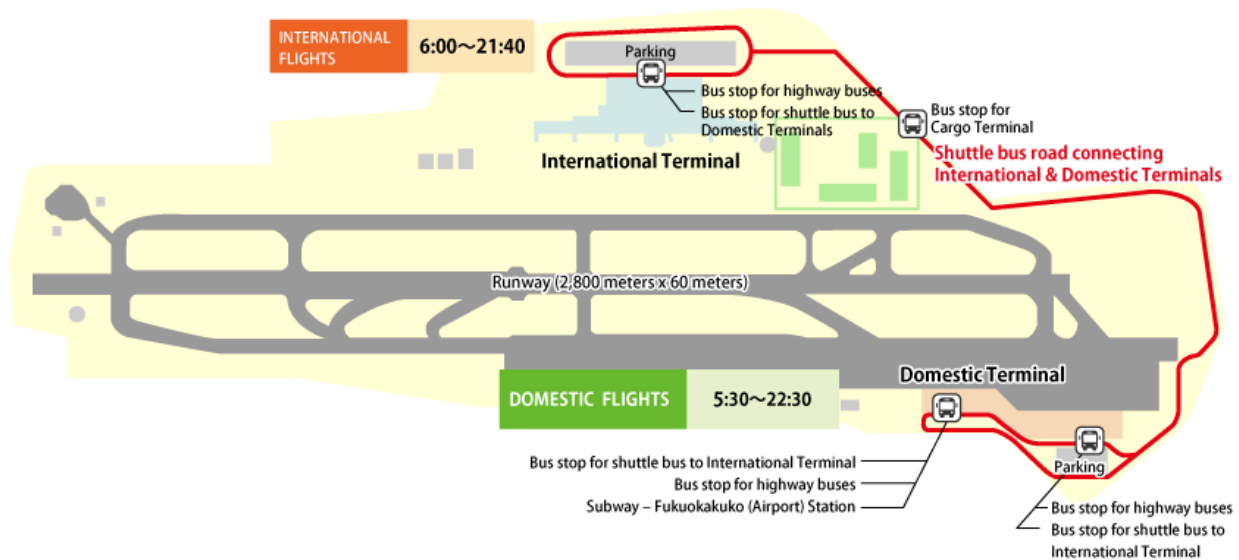 INTERNATIONAL
FLIGHTS
6:00～21:40
Parking
Bus stop for highway buses
Bus stop for shuttle bus to
Domestic Terminals
Bus stop for
Cargo Terminal
International Terminal
Shuttle bus road connecting
International & Domestic Terminals
Runway (2,800 meters x 60 meters)
DOMESTIC FLIGHTS
5:30～22:30
Domestic Terminal
Bus stop for shuttle bus to International Terminal
Bus stop for highway buses
Subway – Fukuokakuko (Airport) Station
Parking
Bus stop for highway buses
Bus stop for shuttle bus to
International Terminal